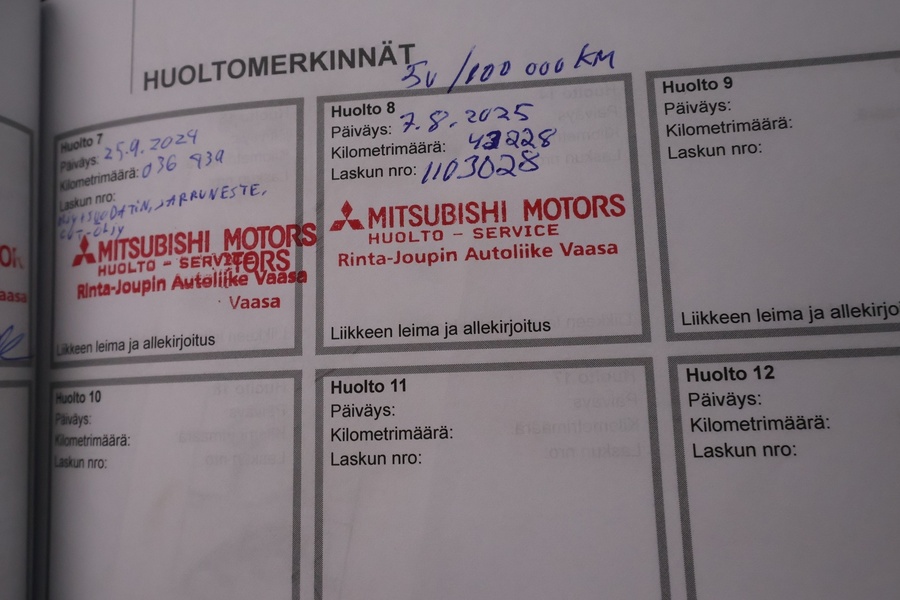 HUOLTOMERKINNÄT
5v /100 000 KM
Huolto 7
Päiväys: 25.9.2024
Kilometrimäärä: 036 939
Laskun nro:
JARRUNESTE,
MITSUBISHI MOTORS
HUOLTO - SERVICE
Rinta-Joupin Autoliike Vaasa
Vaasa
Liikkeen leima ja allekirjoitus
Huolto 8
Päiväys: 7.8.2025
Kilometrimäärä: 43228
Laskun nro: 1103028
MITSUBISHI MOTORS
HUOLTO - SERVICE
Rinta-Joupin Autoliike Vaasa
Liikkeen leima ja allekirjoitus
Huolto 9
Päiväys:
Kilometrimäärä:
Laskun nro:
Liikkeen leima ja allekirjo
Huolto 10
Päiväys:
Kilometrimäärä:
Laskun nro:
Huolto 11
Päiväys:
Kilometrimäärä:
Laskun nro:
Huolto 12
Päiväys:
Kilometrimäärä:
Laskun nro: